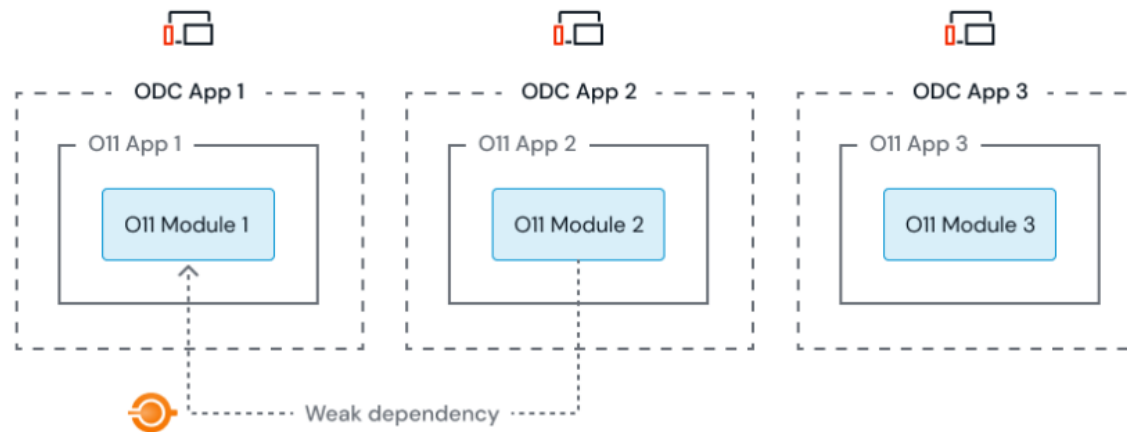 ODC App 1
ODC App 2
ODC App 3
O11 App 1
O11 App 2
O11 App 3
O11 Module 1
O11 Module 2
O11 Module 3
Weak dependency